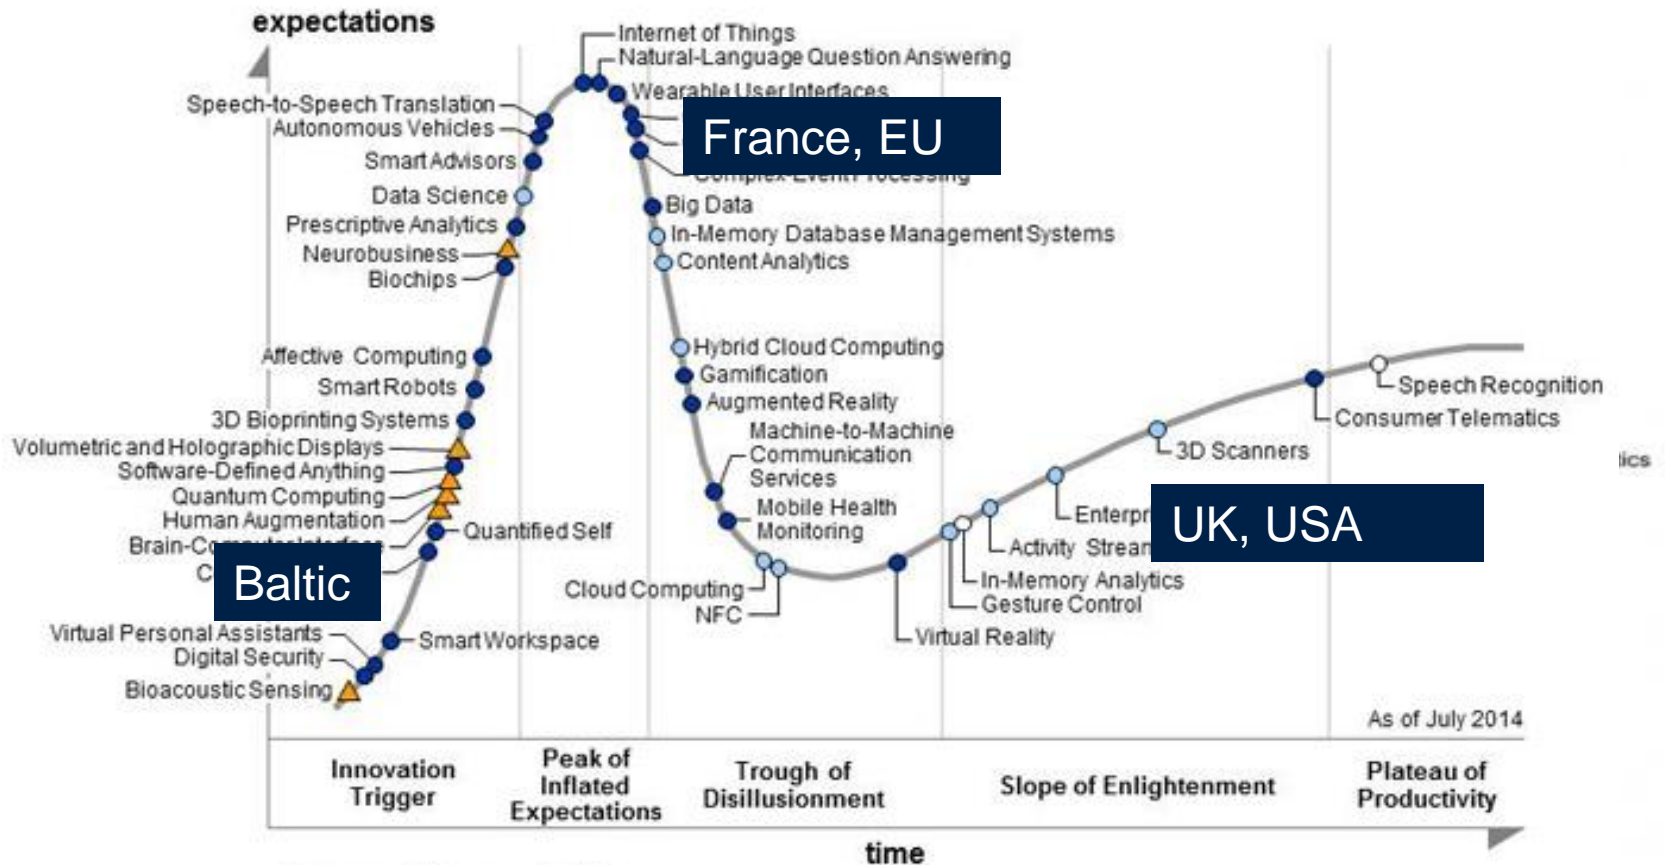 expectations
Internet of Things
Natural-Language Question Answering
Wearable User Interfaces
Speech-to-Speech Translation
Autonomous Vehicles
France, EU
Smart Advisors
Complex-Event Processing
Data Science
Big Data
Prescriptive Analytics
In-Memory Database Management Systems
Neurobusiness
Content Analytics
Biochips
Hybrid Cloud Computing
Affective Computing
Gamification
Smart Robots
Augmented Reality
3D Bioprinting Systems
Machine-to-Machine
Communication
Services
Volumetric and Holographic Displays
Software-Defined Anything
Quantum Computing
Human Augmentation
Brain-Computer Interface
Quantified Self
Mobile Health
Monitoring
Speech Recognition
Consumer Telematics
3D Scanners
UK, USA
Activity
In-Memory Analytics
Gesture Control
Baltic
Cloud Computing
NFC
Virtual Reality
Virtual Personal Assistants
Smart Workspace
Digital Security
Bioacoustic Sensing
As of July 2014
Innovation
Trigger
Peak of
Inflated
Expectations
Trough of
Disillusionment
Slope of Enlightenment
Plateau of
Productivity
time